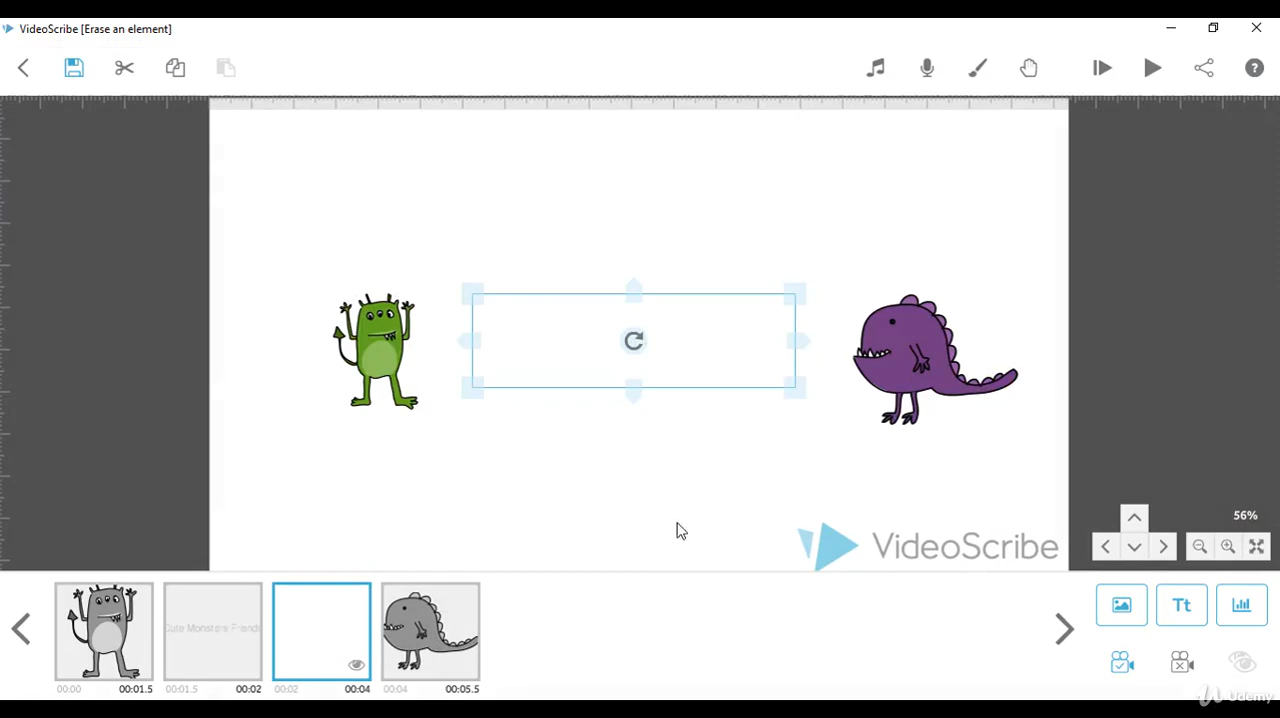 VideoScribe [Erase an element]
VideoScribe
56%
Cute Monsters Friends
Tt
00:00 00:01.5 00:01.5 00:02 00:02 00:04 00:04 00:05.5
Udemy